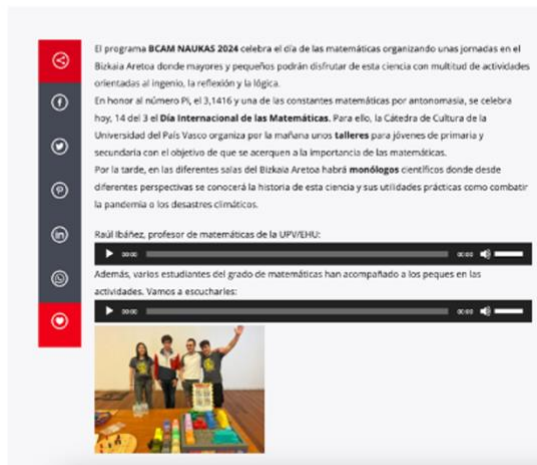 El programa BCAM NAUKAS 2024 celebra el día de las matemáticas organizando unas jornadas en el
Bizkaia Aretoa donde mayores y pequeños podrán disfrutar de esta ciencia con multitud de actividades
orientadas al ingenio, la reflexión y la lógica.
En honor al número Pi, el 3,1416 y una de las constantes matemáticas por antonomasia, se celebra
hoy, 14 del 3 el Día Internacional de las Matemáticas. Para ello, la Cátedra de Cultura de la
Universidad del País Vasco organiza por la mañana unos talleres para jóvenes de primaria y
secundaria con el objetivo de que se acerquen a la importancia de las matemáticas.
Por la tarde, en las diferentes salas del Bizkaia Aretoa habrá monólogos científicos donde desde
diferentes perspectivas se conocerá la historia de esta ciencia y sus utilidades prácticas como combatir
la pandemia o los desastres climáticos.
Raúl Ibáñez, profesor de matemáticas de la UPV/EHU:
00:00 00:00
Además, varios estudiantes del grado de matemáticas han acompañado a los peques en las
actividades. Vamos a escucharles:
00:00 00:00